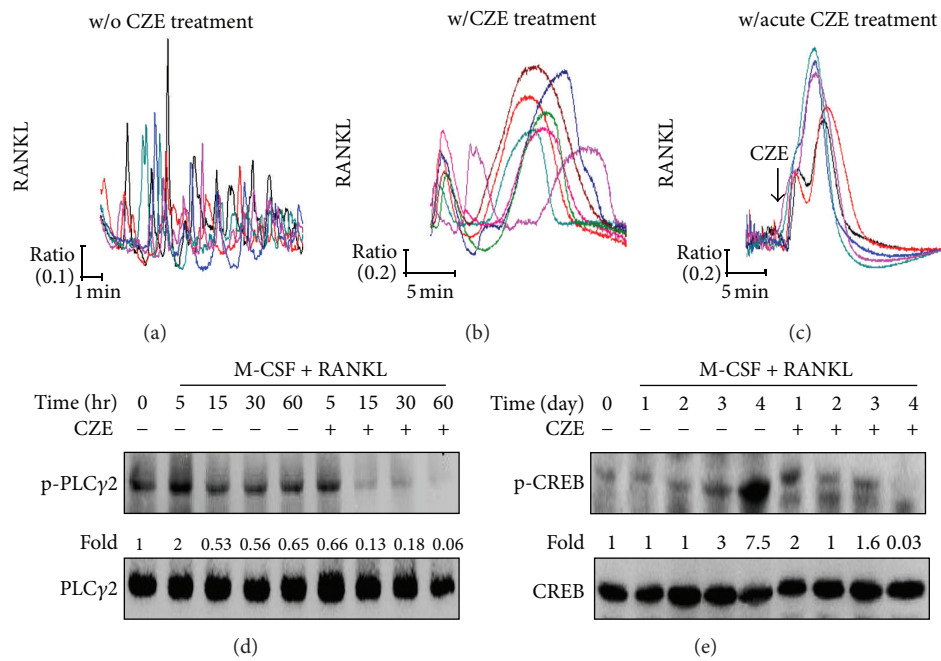 w/o CZE treatment
w/CZE treatment
w/acute CZE treatment
RANKL
RANKL
RANKL
CZE
Ratio
(0.1)
1 min
Ratio
(0.2)
5 min
Ratio
(0.2)
5 min
(a)
(b)
(c)
M-CSF + RANKL
Time (hr) 0 5 15 30 60 5 15 30 60
CZE − − − − − + + + +
p-PLCγ2
Fold 1 2 0.53 0.56 0.65 0.66 0.13 0.18 0.06
PLCγ2
(d)
M-CSF + RANKL
Time (day) 0 1 2 3 4 1 2 3 4
CZE − − − − − + + + +
p-CREB
Fold 1 1 1 3 7.5 2 1 1.6 0.03
CREB
(e)